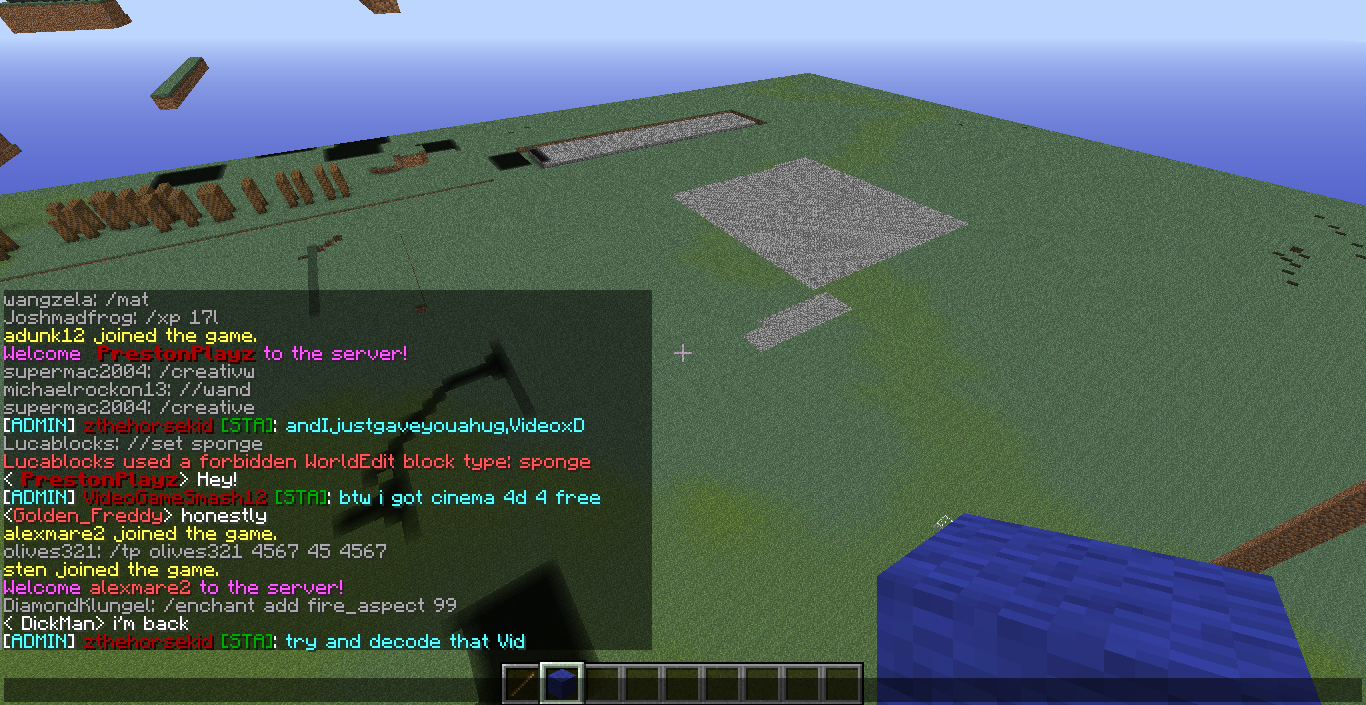 wangzela: /mat
Joshmadfrog: /xp 17l
adunk12 joined the game.
Welcome PrestonPlayz to the server!
supermac2004: /creativw
michaelrockon13: //wand
supermac2004: /creative
[ADMIN] zthehorsekid [STA]: andI,justgaveyouahug,VideoxD
Lucablocks: //set sponge
Lucablocks used a forbidden WorldEdit block type: sponge
< PrestonPlayz> Hey!
[ADMIN] VideoGameSmash12 [STA]: btw i got cinema 4d 4 free
<Golden_Freddy> honestly
alexmare2 joined the game.
olives321: /tp olives321 4567 45 4567
sten joined the game.
Welcome alexmare2 to the server!
DiamondKlungel: /enchant add fire_aspect 99
< DickMan> i'm back
[ADMIN] zthehorsekid [STA]: try and decode that Vid